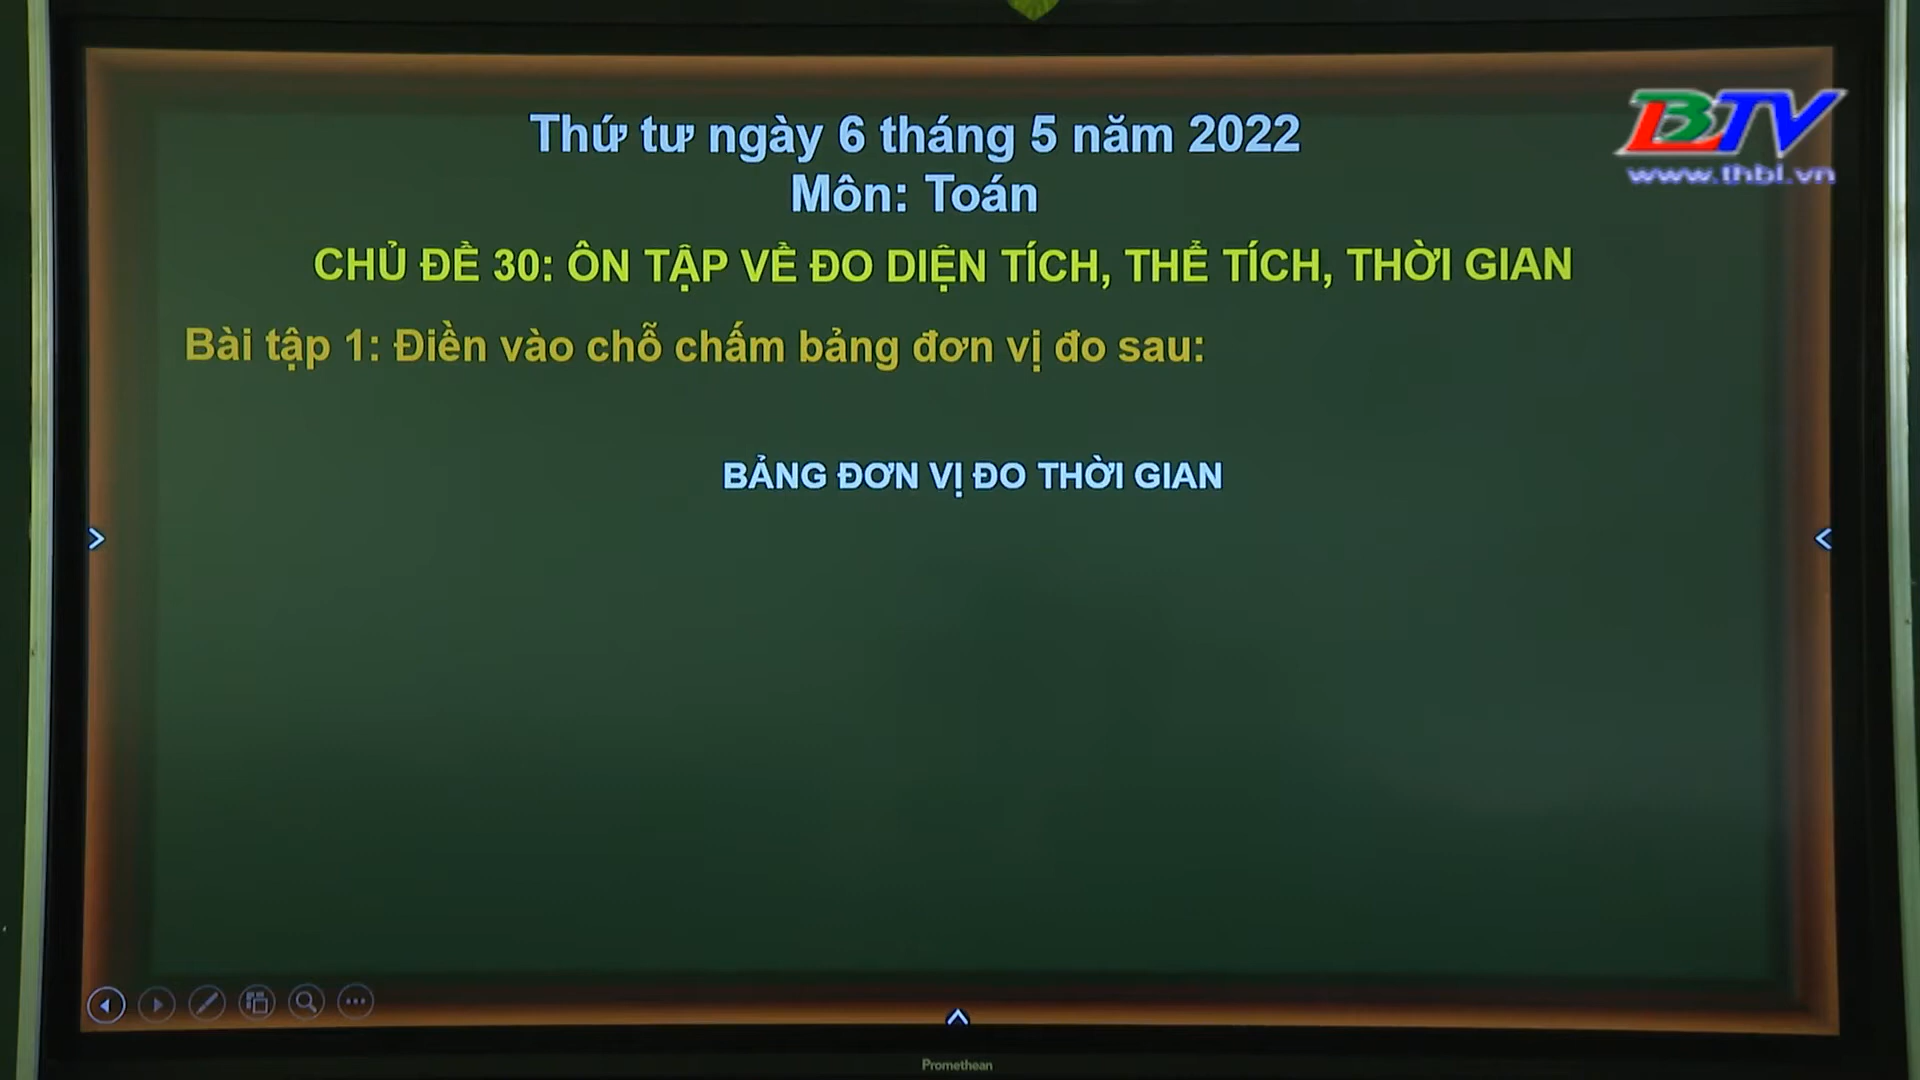 BTV
www.thbl.vn
Thứ tư ngày 6 tháng 5 năm 2022
Môn: Toán
CHỦ ĐỀ 30: ÔN TẬP VỀ ĐO DIỆN TÍCH, THỂ TÍCH, THỜI GIAN
Bài tập 1: Điền vào chỗ chấm bảng đơn vị đo sau:
BẢNG ĐƠN VỊ ĐO THỜI GIAN
Promethean